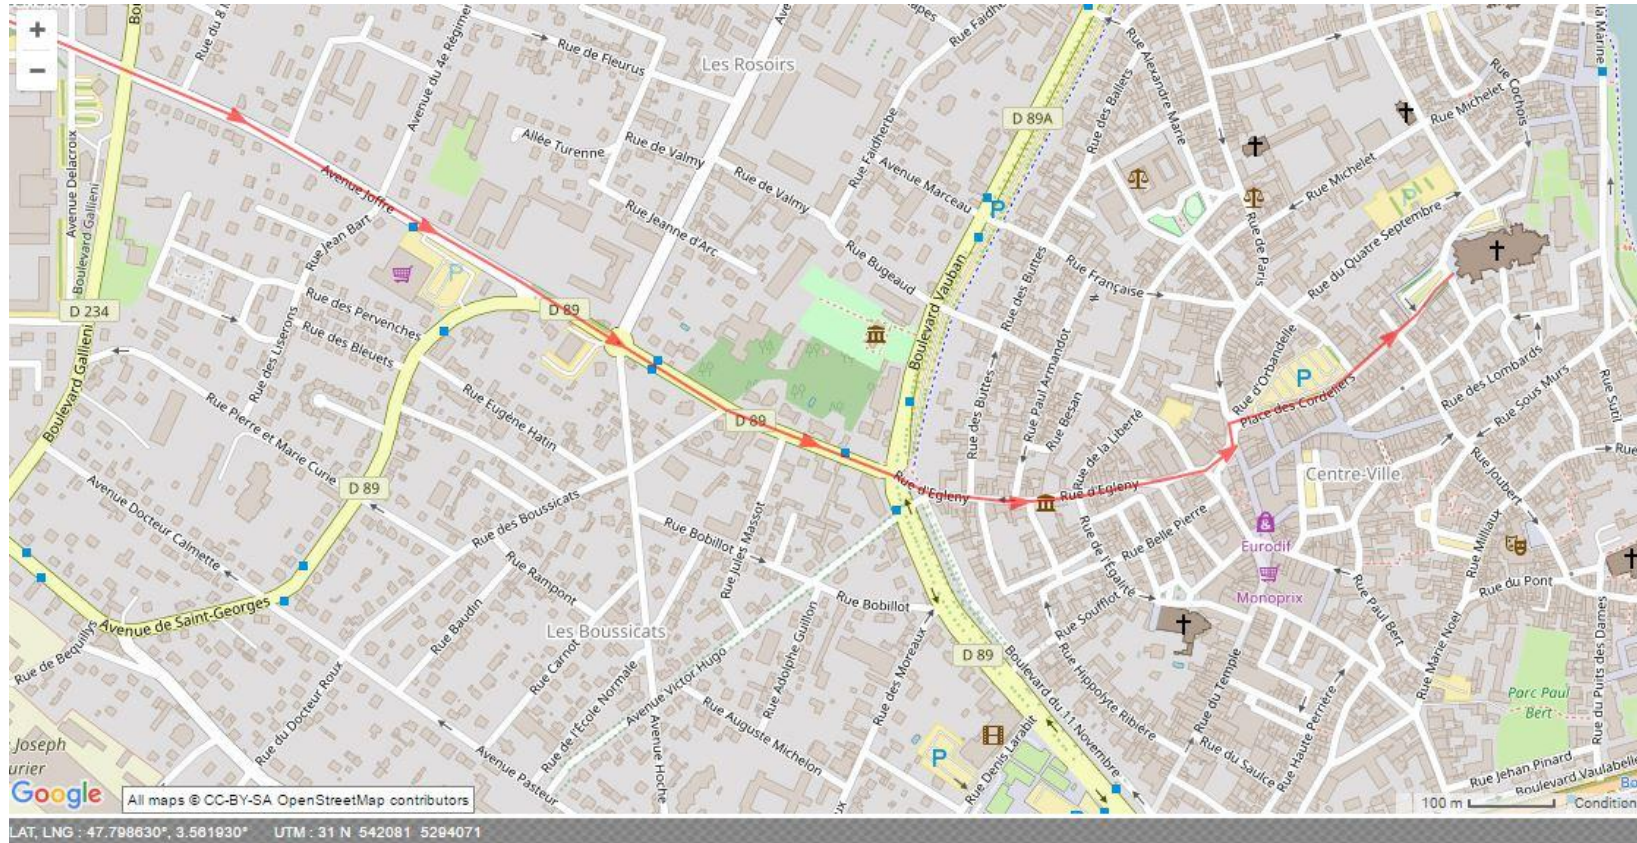 +
−
Rue de Fleurus
Les Rosoirs
Avenue du 4e Régiment
Rue Faidherbe
Rue Alexandre Marie
Rue des Ballets
la Marine
Rue Cochois
Rue Michelet
D 89A
Allée Turenne
Rue de Valmy
Rue Faidherbe
Avenue Marceau
Rue Michelet
Avenue Delacroix
Boulevard Gallieni
Avenue Joffre
Rue Jean Bart
Rue de Valmy
Rue Jeanne d'Arc
P
Rue de Paris
Rue du Quatre Septembre
Rue Bugeaud
Rue Française
Rue des Buttes
Boulevard Vauban
P
D 234
D 89
Rue des Pervenches
Rue des Bleuets
Rue des Liserons
Boulevard Gallieni
Rue Pierre et Marie Curie
Rue Eugène Hatin
D 89
Rue des Buttes
Rue Paul Armandot
Rue Besan
Rue de la Liberté
Rue d'Orbandelle
P
Place des Cordeliers
Rue des Lombards
Rue Sous Murs
Rue Sutil
Rue
Centre-Ville
Rue Joubert
D 89
Avenue Docteur Calmette
Rue des Boussicats
Rue Jules Massot
Rue Bobillot
Rue d'Egleny
Rue d'Egleny
Rue Belle Pierre
Rue de l'Égalité
Eurodif
Monoprix
Rue Millaux
Rue du Pont
Avenue de Saint-Georges
Rue Rampont
Rue Baudin
Rue Carnot
Les Boussicats
Rue Bobillot
Rue Adolphe Guillon
Rue des Moreaux
Rue Soufflot
Rue Paul Bert
Rue Marie Noel
Rue du Puits des Dames
Rue de Bequillys
Rue du Docteur Roux
Rue de l'École Normale
Avenue Victor Hugo
D 89
Boulevard du 11 Novembre
Rue Hippolyte Ribière
Rue du Temple
Rue du Saulce
Rue Haute Perrière
Parc Paul
Bert
Joseph
urier
Avenue Pasteur
Avenue Hoche
Rue Auguste Michelon
P
Rue Denis Larabit
P
Rue Jehan Pinard
Boulevard Vaulabelle
Google
All maps © CC-BY-SA OpenStreetMap contributors
100 m
Condition
LAT, LNG : 47.798630°, 3.561930° UTM : 31 N 542081 5294071